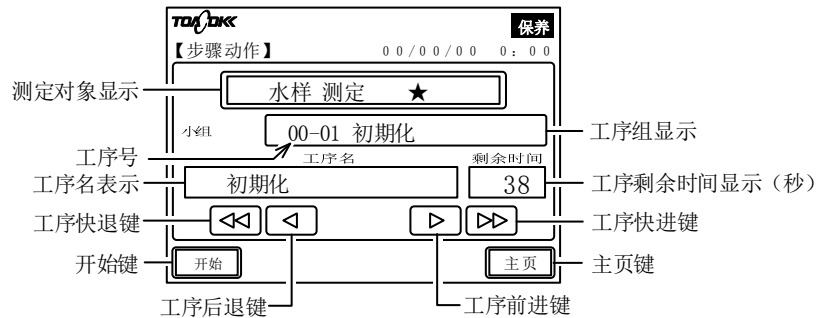 TOADKK 保养
【步骤动作】 00/00/00 0:00
测定对象显示 水样 测定 ★
小组 00-01 初期化 工序组显示
工序号 工序名 剩余时间
工序名表示 初期化 38 工序剩余时间显示（秒）
工序快退键 工序快进键
开始键 开始 主页 主页键
工序后退键 工序前进键